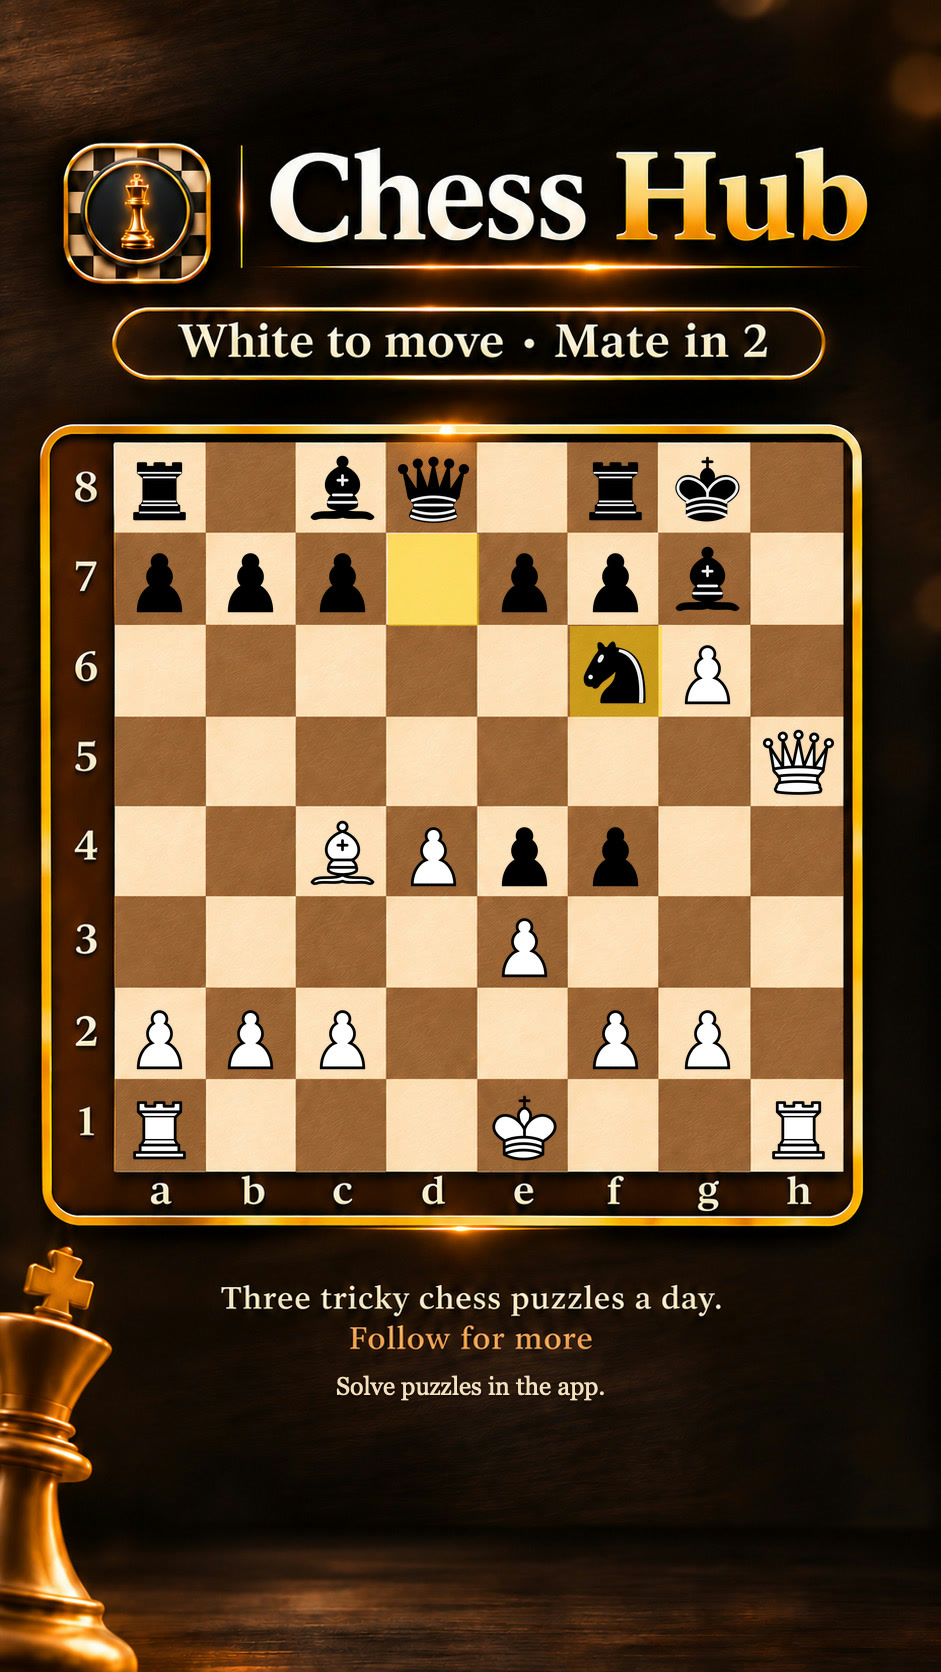 Chess Hub
White to move · Mate in 2
8
7
6
5
4
3
2
1
a b c d e f g h
Three tricky chess puzzles a day.
Follow for more
Solve puzzles in the app.